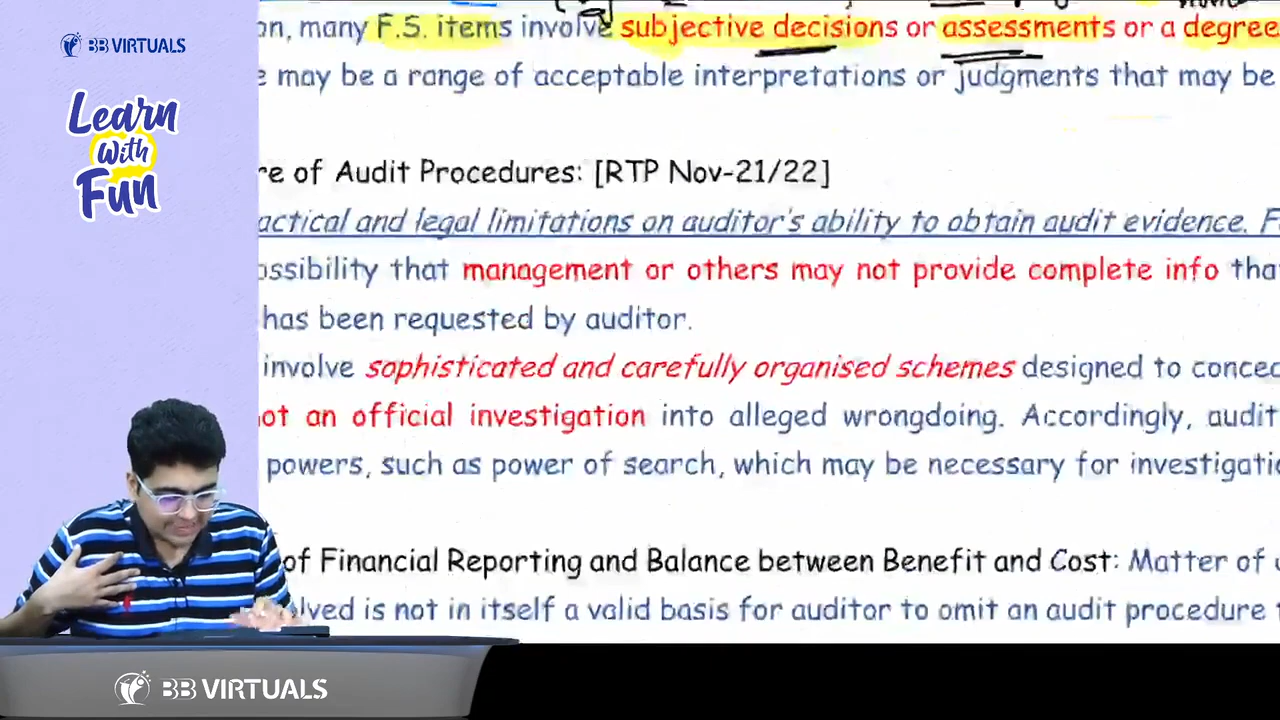 BB VIRTUALS
Learn
with
Fun
on, many F.S. items involve subjective decisions or assessments or a degree
e may be a range of acceptable interpretations or judgments that may be
re of Audit Procedures: [RTP Nov-21/22]
actical and legal limitations on auditor's ability to obtain audit evidence. F
ossibility that management or others may not provide complete info tha
has been requested by auditor.
involve sophisticated and carefully organised schemes designed to concea
not an official investigation into alleged wrongdoing. Accordingly, audit
powers, such as power of search, which may be necessary for investigati
of Financial Reporting and Balance between Benefit and Cost: Matter of
lved is not in itself a valid basis for auditor to omit an audit procedure
BB VIRTUALS